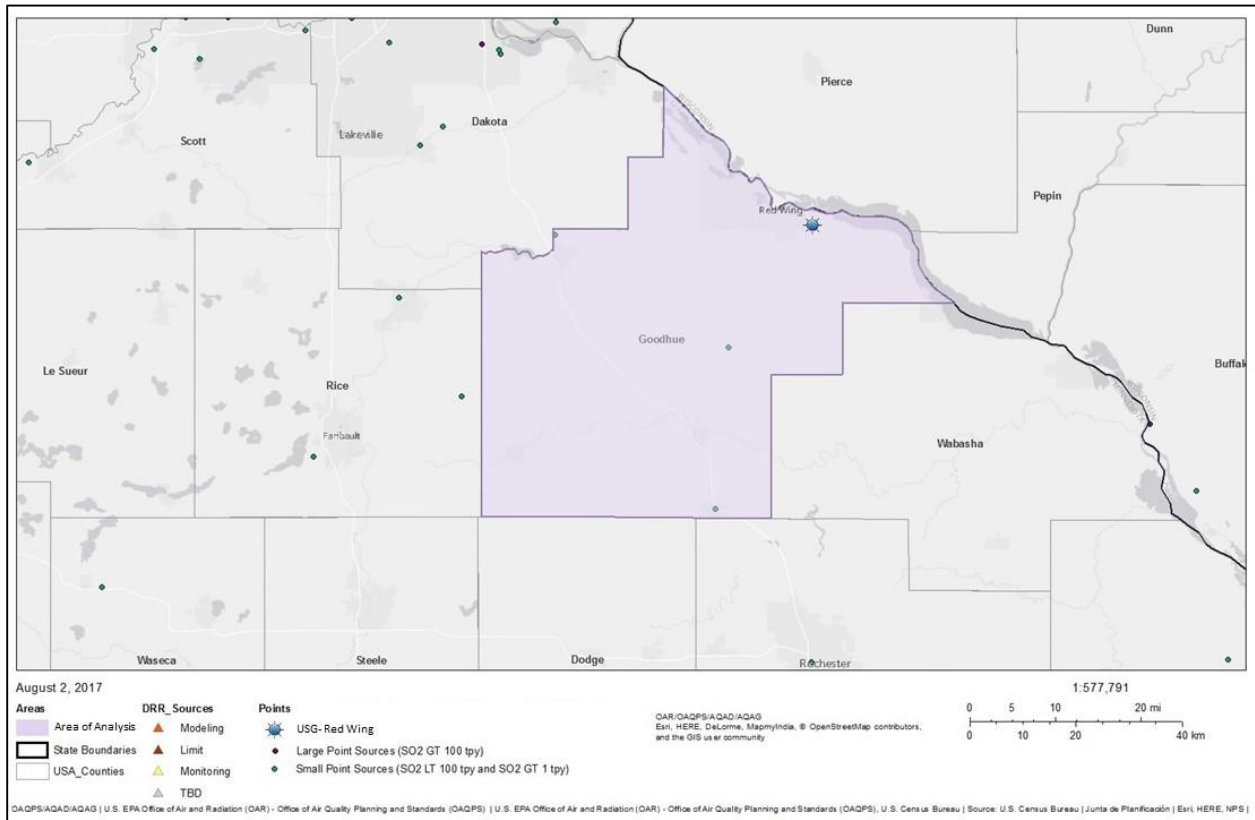 Dunn
Pierce
WISCONSIN
Dakota
Lakeville
Scott
Pepin
Red Wing
Goodhue
Le Sueur
Rice
Buffalo
Faribault
Wabasha
WISCONSIN
Waseca
Steele
Dodge
Rochester
August 2, 2017
1:577,791
Areas
DRR_Sources
Points
Area of Analysis
Modeling
USG- Red Wing
State Boundaries
Limit
Large Point Sources (SO2 GT 100 tpy)
USA_Counties
Monitoring
Small Point Sources (SO2 LT 100 tpy and SO2 GT 1 tpy)
TBD
OAR/OAQPS/AQAD/AQAG
Esri, HERE, DeLorme, MapmyIndia, © OpenStreetMap contributors,
and the GIS user community
0 5 10 20 mi
0 10 20 40 km
OAQPS/AQAD/AQAG | U.S. EPA Office of Air and Radiation (OAR) - Office of Air Quality Planning and Standards (OAQPS) | U.S. EPA Office of Air and Radiation (OAR) - Office of Air Quality Planning and Standards (OAQPS), U.S. Census Bureau | Source: U.S. Census Bureau | Junta de Planificación | Esri, HERE, NPS |